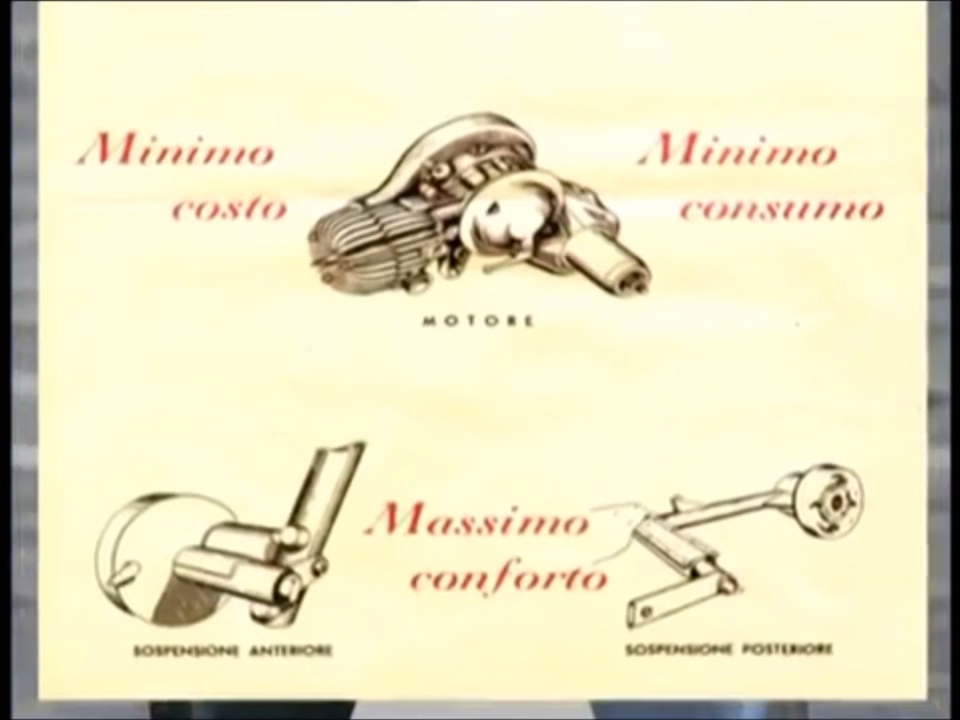 Minimo
costo
Minimo
consumo
MOTORE
Massimo
conforto
SOSPENSIONE ANTERIORE
SOSPENSIONE POSTERIORE